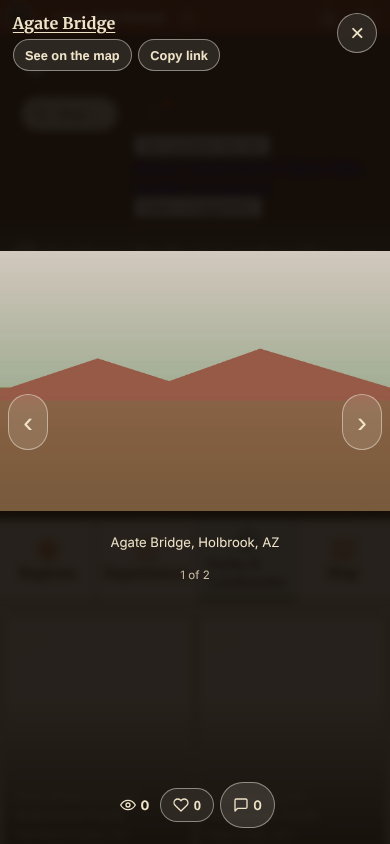 Agate Bridge
See on the map
Copy link
Agate Bridge, Holbrook, AZ
1 of 2
0
0
0